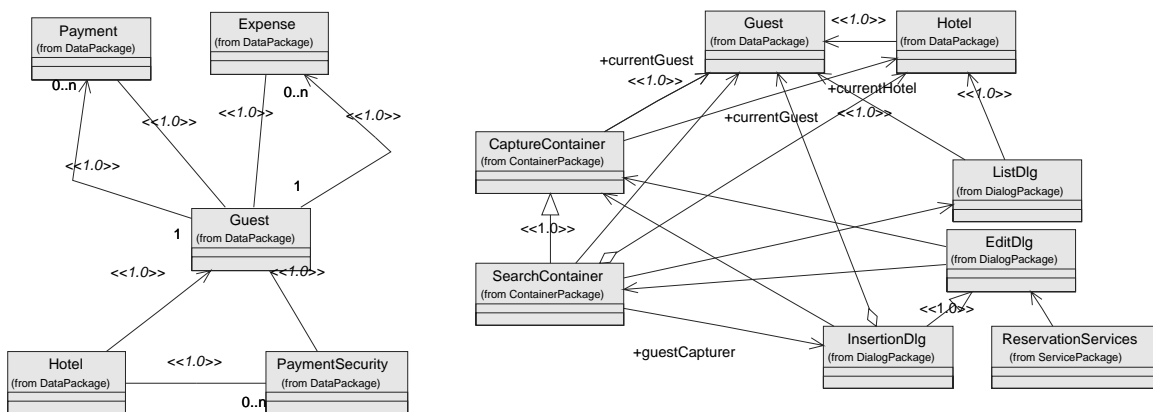 Payment
(from DataPackage)
Expense
(from DataPackage)
0..n
0..n
<<1.0>>
<<1.0>>
<<1.0>>
<<1.0>>
1
Guest
(from DataPackage)
1
<<1.0>>
<<1.0>>
Hotel
(from DataPackage)
<<1.0>>
PaymentSecurity
(from DataPackage)
0..n
<<1.0>>
Guest
(from DataPackage)
Hotel
(from DataPackage)
+currentGuest
<<1.0>>
<<1.0>>
+currentHotel
+currentGuest
<<1.0>>
CaptureContainer
(from ContainerPackage)
ListDlg
(from DialogPackage)
<<1.0>>
EditDlg
(from DialogPackage)
SearchContainer
(from ContainerPackage)
<<1.0>>
+guestCapturer
InsertionDlg
(from DialogPackage)
ReservationServices
(from ServicePackage)